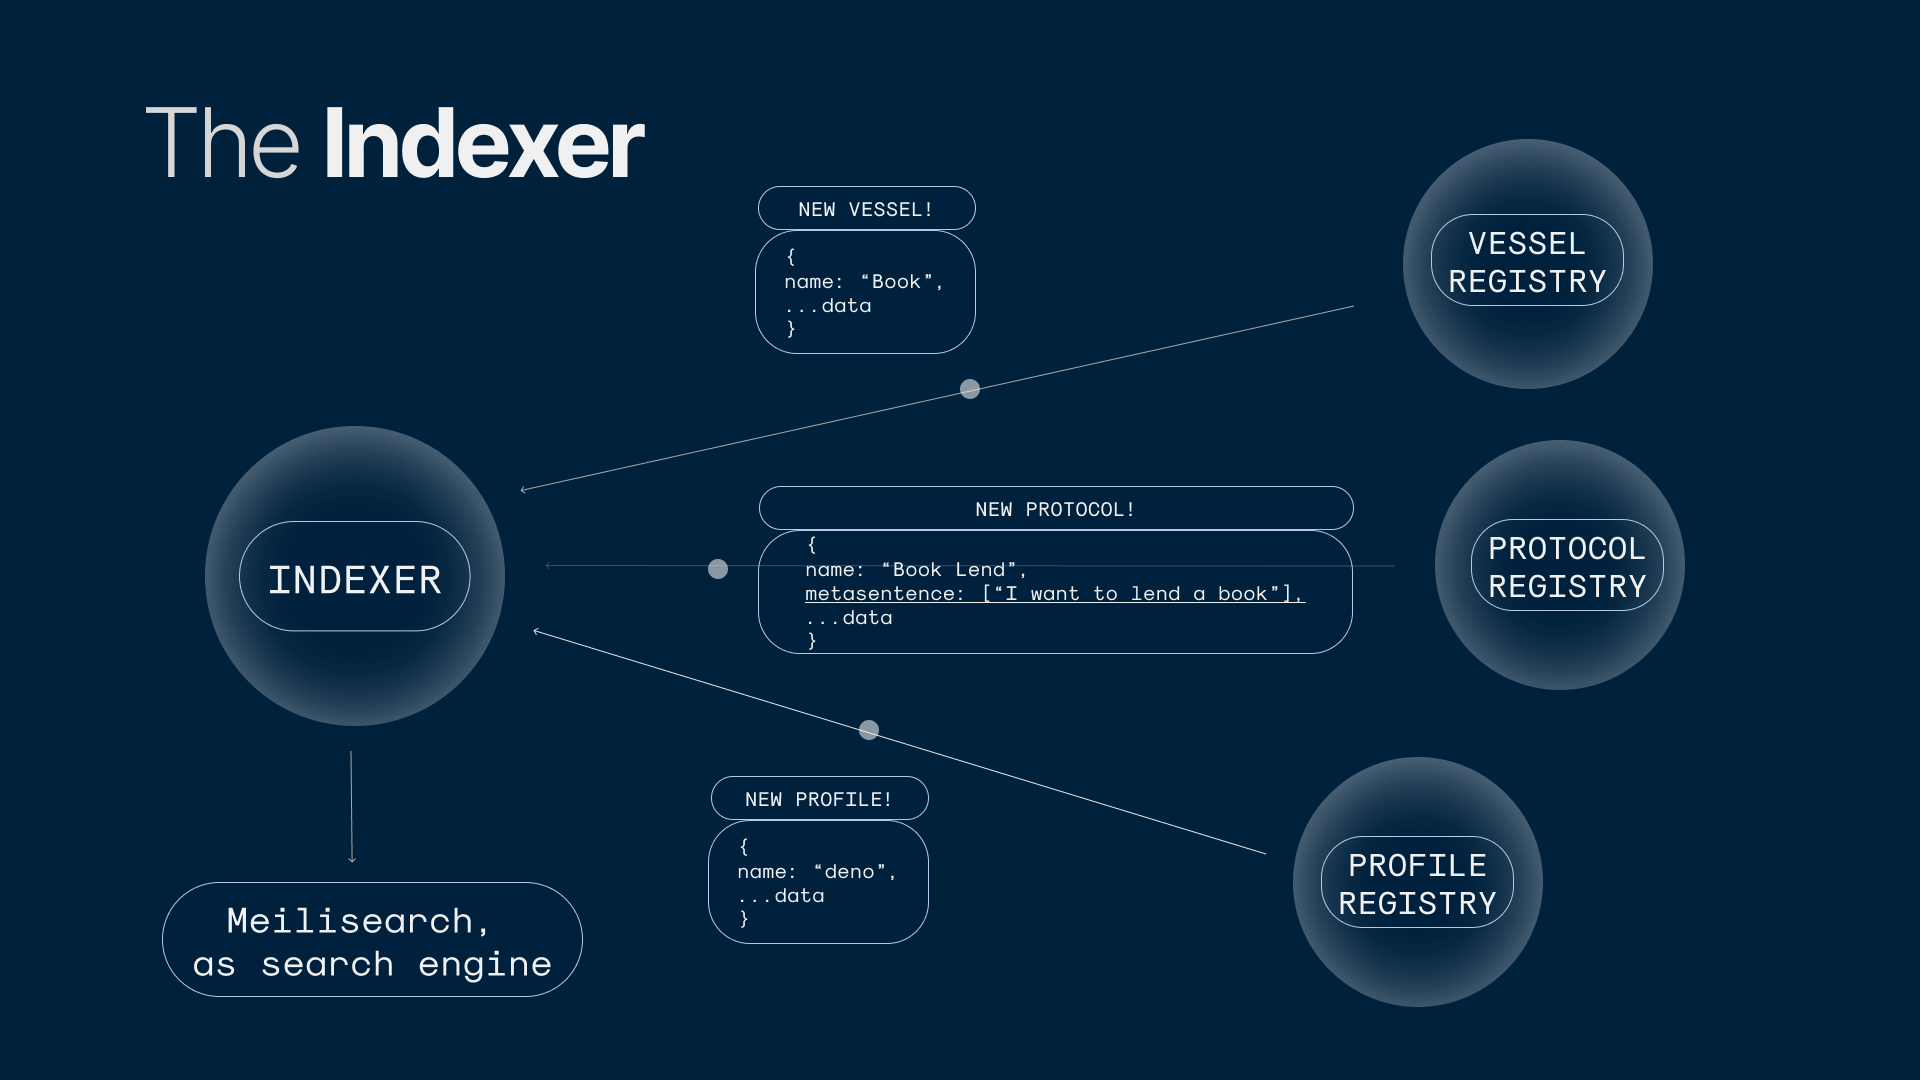 The Indexer
NEW VESSEL!
{
name: “Book”,
...data
}
VESSEL
REGISTRY
INDEXER
NEW PROTOCOL!
{
name: “Book Lend”,
metasentence: [“I want to lend a book”],
...data
}
PROTOCOL
REGISTRY
NEW PROFILE!
{
name: “deno”,
...data
}
PROFILE
REGISTRY
Meilisearch,
as search engine